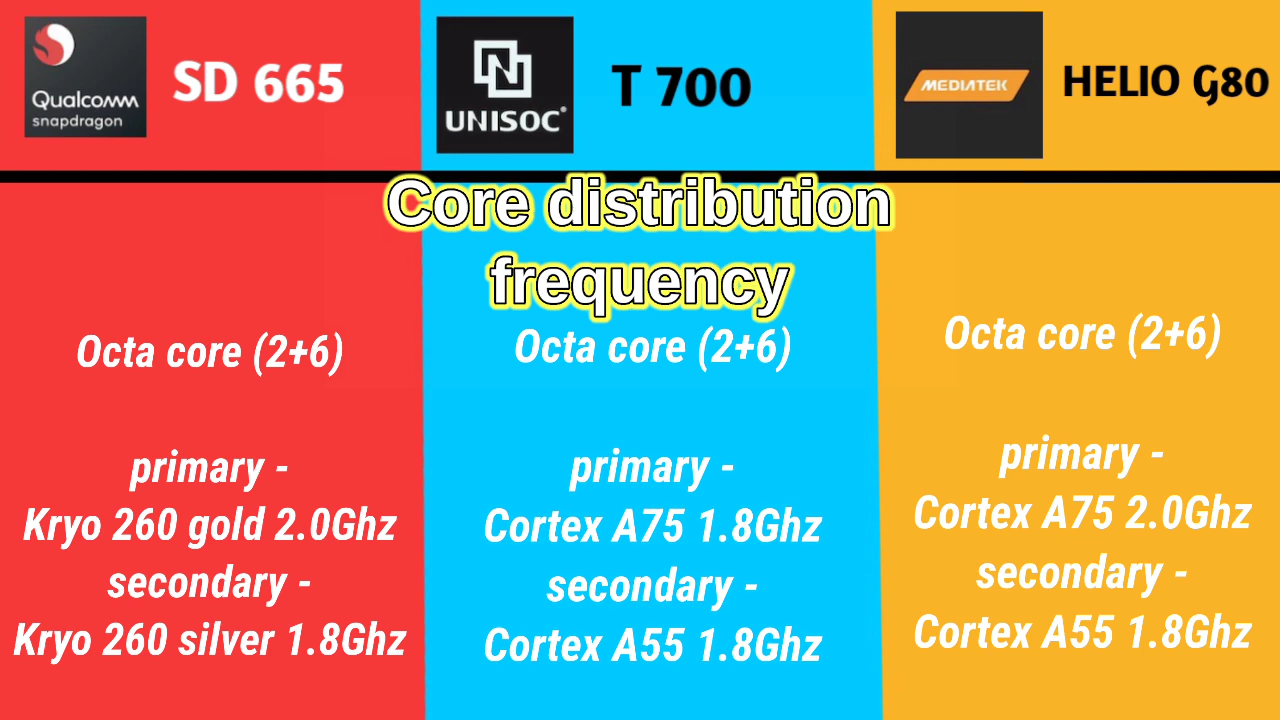 Qualcomm
snapdragon
SD 665
UNISOC®
T 700
MEDIATEK
HELIO G80
Core distribution
frequency
Octa core (2+6)
primary -
Kryo 260 gold 2.0Ghz
secondary -
Kryo 260 silver 1.8Ghz
Octa core (2+6)
primary -
Cortex A75 1.8Ghz
secondary -
Cortex A55 1.8Ghz
Octa core (2+6)
primary -
Cortex A75 2.0Ghz
secondary -
Cortex A55 1.8Ghz